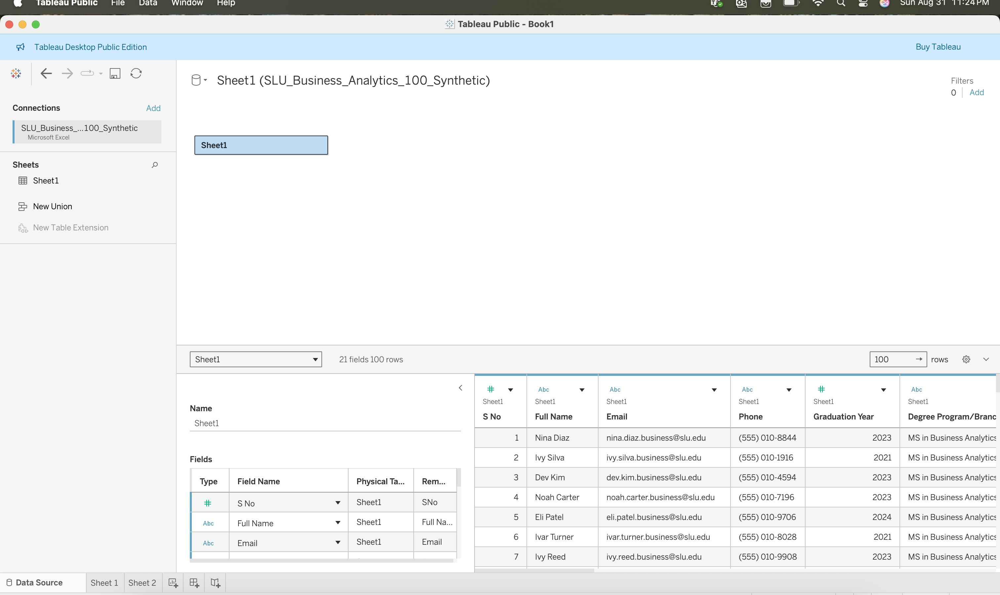 Tableau Public File Data Window Help Sun Aug 31 11:24 PM
Tableau Public - Book1
Tableau Desktop Public Edition Buy Tableau
Sheet1 (SLU_Business_Analytics_100_Synthetic)
Filters
0 Add
Connections Add
SLU_Business_...100_Synthetic
Microsoft Excel
Sheet1
Sheets
Sheet1
New Union
New Table Extension
Sheet1 21 fields 100 rows 100 rows
Name
Sheet1
Fields
Type Field Name Physical Ta... Rem...
# S No Sheet1 SNo
Abc Full Name Sheet1 Full Na...
Abc Email Sheet1 Email
# Abc Abc Abc # Abc
Sheet1 Sheet1 Sheet1 Sheet1 Sheet1 Sheet1
S No Full Name Email Phone Graduation Year Degree Program/Branc
1 Nina Diaz nina.diaz.business@slu.edu (555) 010-8844 2023 MS in Business Analytics
2 Ivy Silva ivy.silva.business@slu.edu (555) 010-1916 2021 MS in Business Analytics
3 Dev Kim dev.kim.business@slu.edu (555) 010-4594 2023 MS in Business Analytics
4 Noah Carter noah.carter.business@slu.edu (555) 010-7196 2023 MS in Business Analytics
5 Eli Patel eli.patel.business@slu.edu (555) 010-9706 2024 MS in Business Analytics
6 Ivar Turner ivar.turner.business@slu.edu (555) 010-8028 2021 MS in Business Analytics
7 Ivy Reed ivy.reed.business@slu.edu (555) 010-9908 2023 MS in Business Analytics
Data Source Sheet 1 Sheet 2